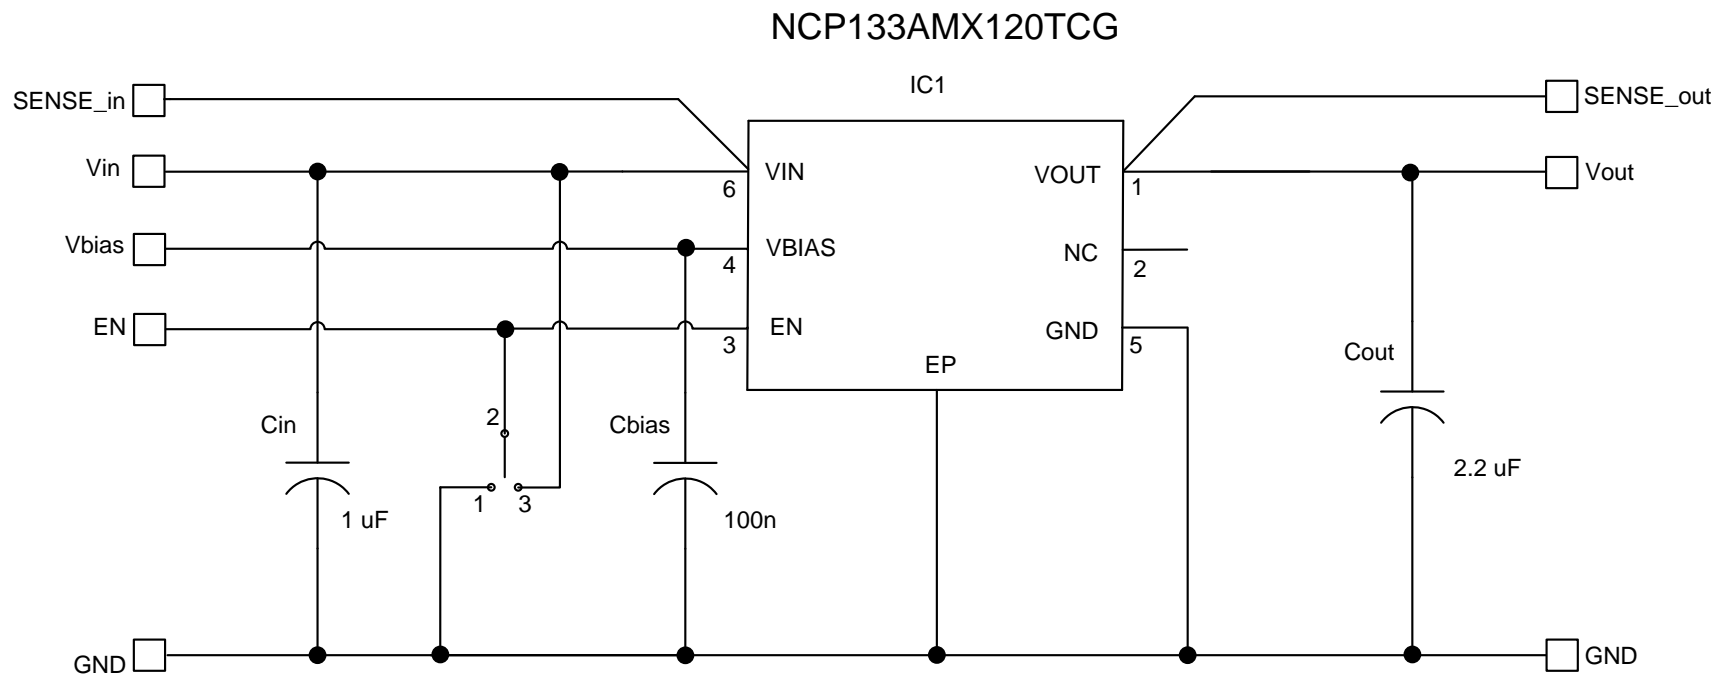 NCP133AMX120TCG
IC1
SENSE_in
SENSE_out
Vin
VIN
6
VOUT
1
Vout
Vbias
VBIAS
4
NC
2
EN
EN
3
GND
5
EP
Cout
2.2 uF
Cin
1 uF
2
1
3
Cbias
100n
GND
GND